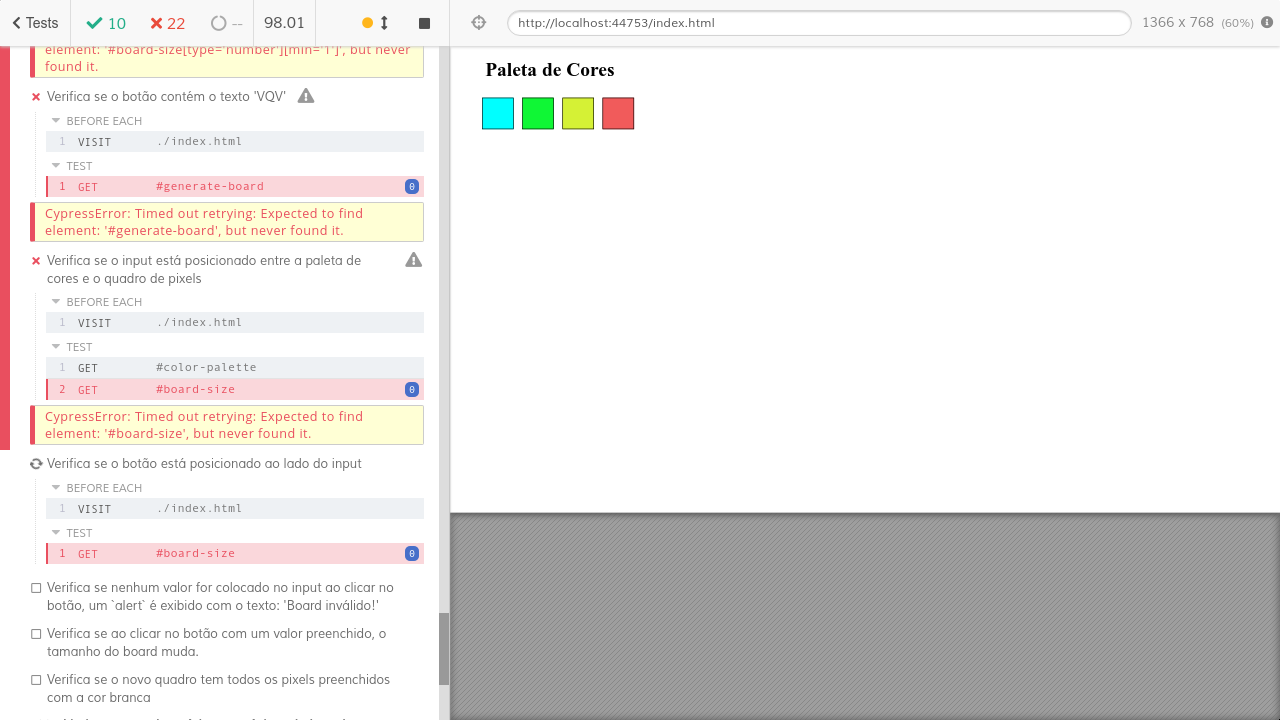 Tests 10 22 -- 98.01
http://localhost:44753/index.html 1366 x 768 (60%)
element: '#board-size[type='number'][min='1']', but never
found it.
Verifica se o botão contém o texto 'VQV'
BEFORE EACH
1 VISIT ./index.html
TEST
1 GET #generate-board 0
CypressError: Timed out retrying: Expected to find
element: '#generate-board', but never found it.
Verifica se o input está posicionado entre a paleta de
cores e o quadro de pixels
BEFORE EACH
1 VISIT ./index.html
TEST
1 GET #color-palette
2 GET #board-size 0
CypressError: Timed out retrying: Expected to find
element: '#board-size', but never found it.
Verifica se o botão está posicionado ao lado do input
BEFORE EACH
1 VISIT ./index.html
TEST
1 GET #board-size 0
Verifica se nenhum valor for colocado no input ao clicar no
botão, um `alert` é exibido com o texto: 'Board inválido!'
Verifica se ao clicar no botão com um valor preenchido, o
tamanho do board muda.
Verifica se o novo quadro tem todos os pixels preenchidos
com a cor branca
Paleta de Cores